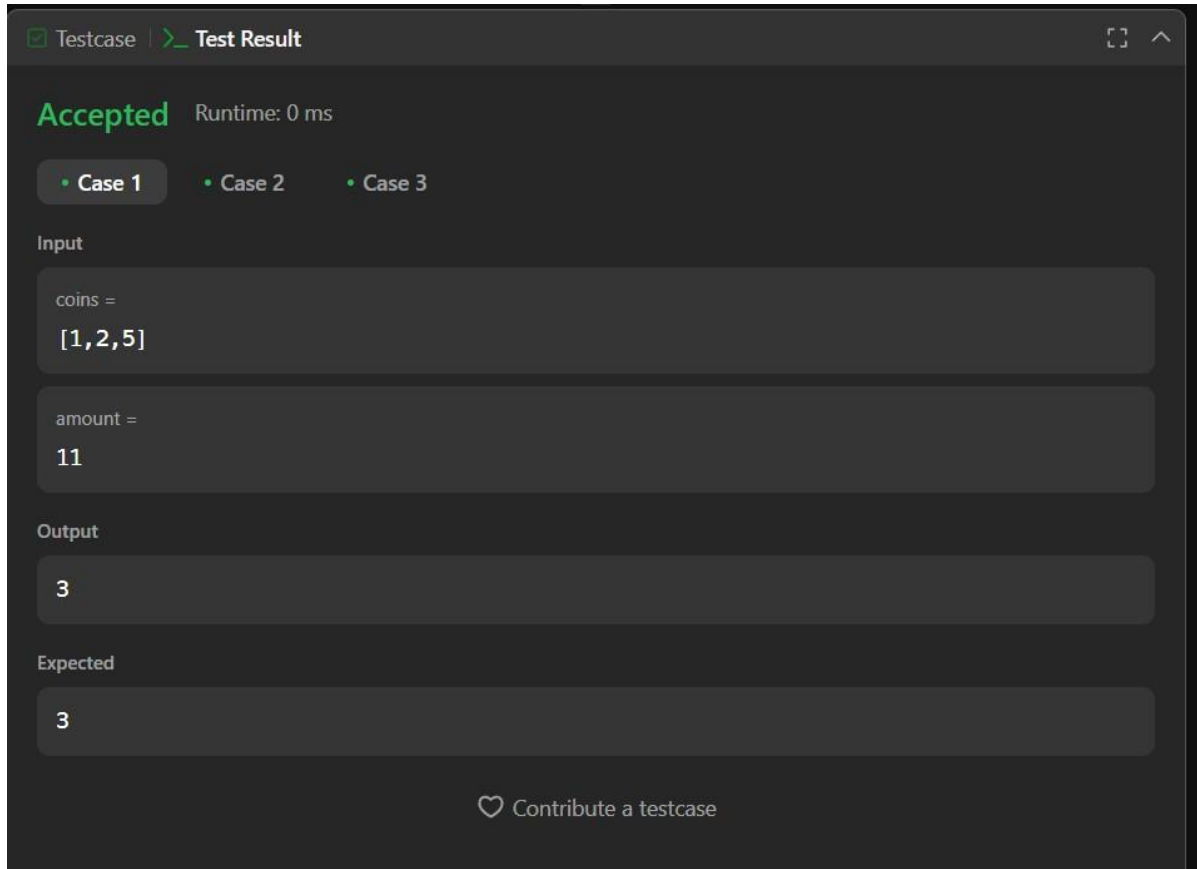 Testcase | >_ Test Result
Accepted Runtime: 0 ms
• Case 1 • Case 2 • Case 3
Input
coins =
[1,2,5]
amount =
11
Output
3
Expected
3
Contribute a testcase